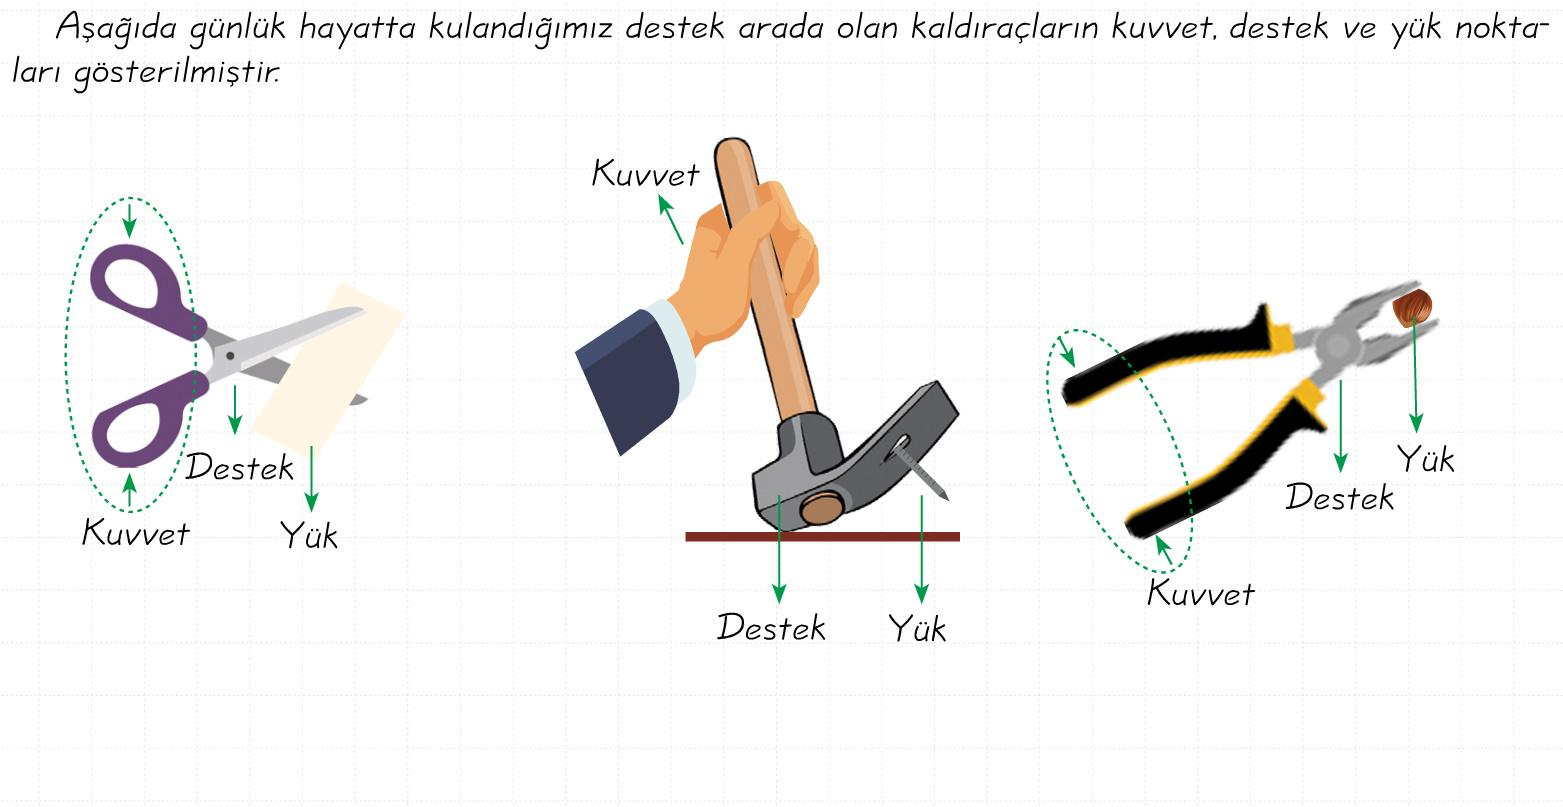 Aşağıda günlük hayatta kulandığımız destek arada olan kaldıraçların kuvvet, destek ve yük nokta-
ları gösterilmiştir.
Kuvvet
Destek
Kuvvet
Yük
Yük
Destek
Kuvvet
Destek
Yük